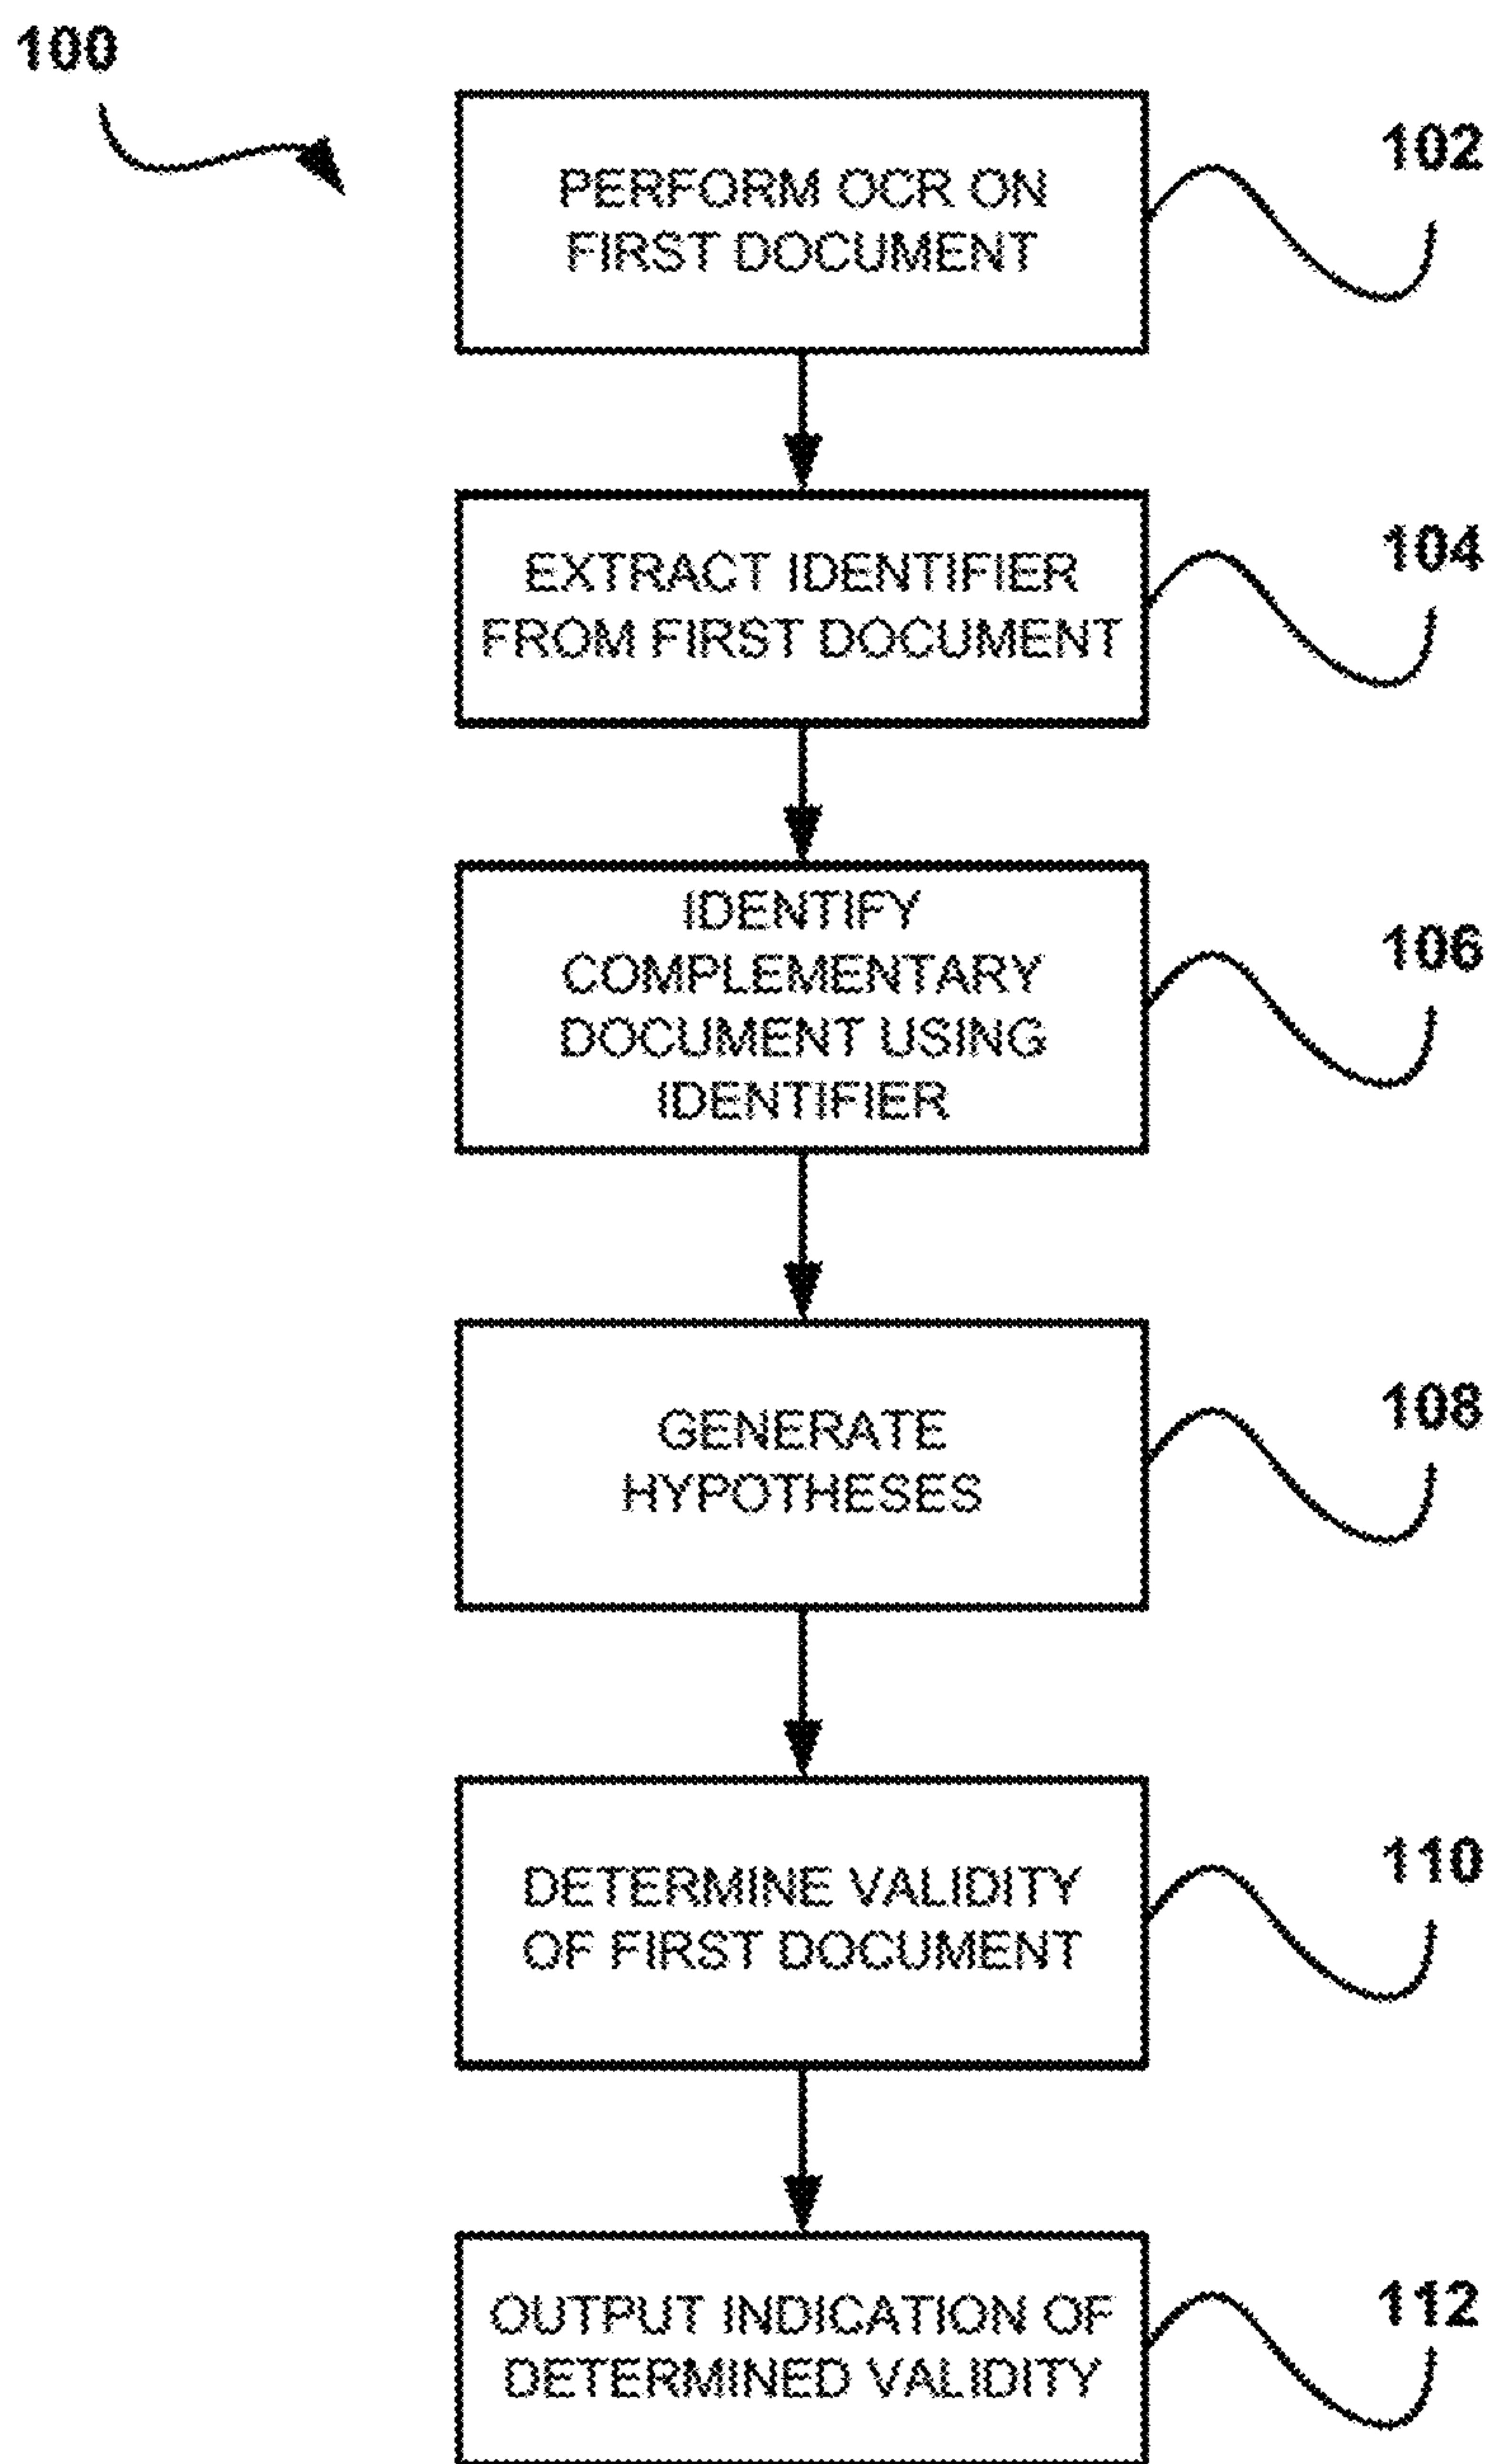 100
PERFORM OCR ON
FIRST DOCUMENT
102
EXTRACT IDENTIFIER
FROM FIRST DOCUMENT
104
IDENTIFY
COMPLEMENTARY
DOCUMENT USING
IDENTIFIER
106
GENERATE
HYPOTHESES
108
DETERMINE VALIDITY
OF FIRST DOCUMENT
110
OUTPUT INDICATION OF
DETERMINED VALIDITY
112